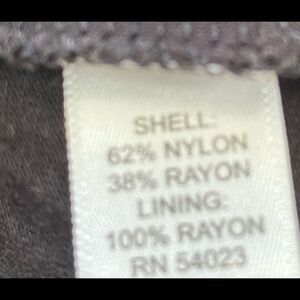 SHELL:
62% NYLON
38% RAYON
LINING:
100% RAYON
RN 54023